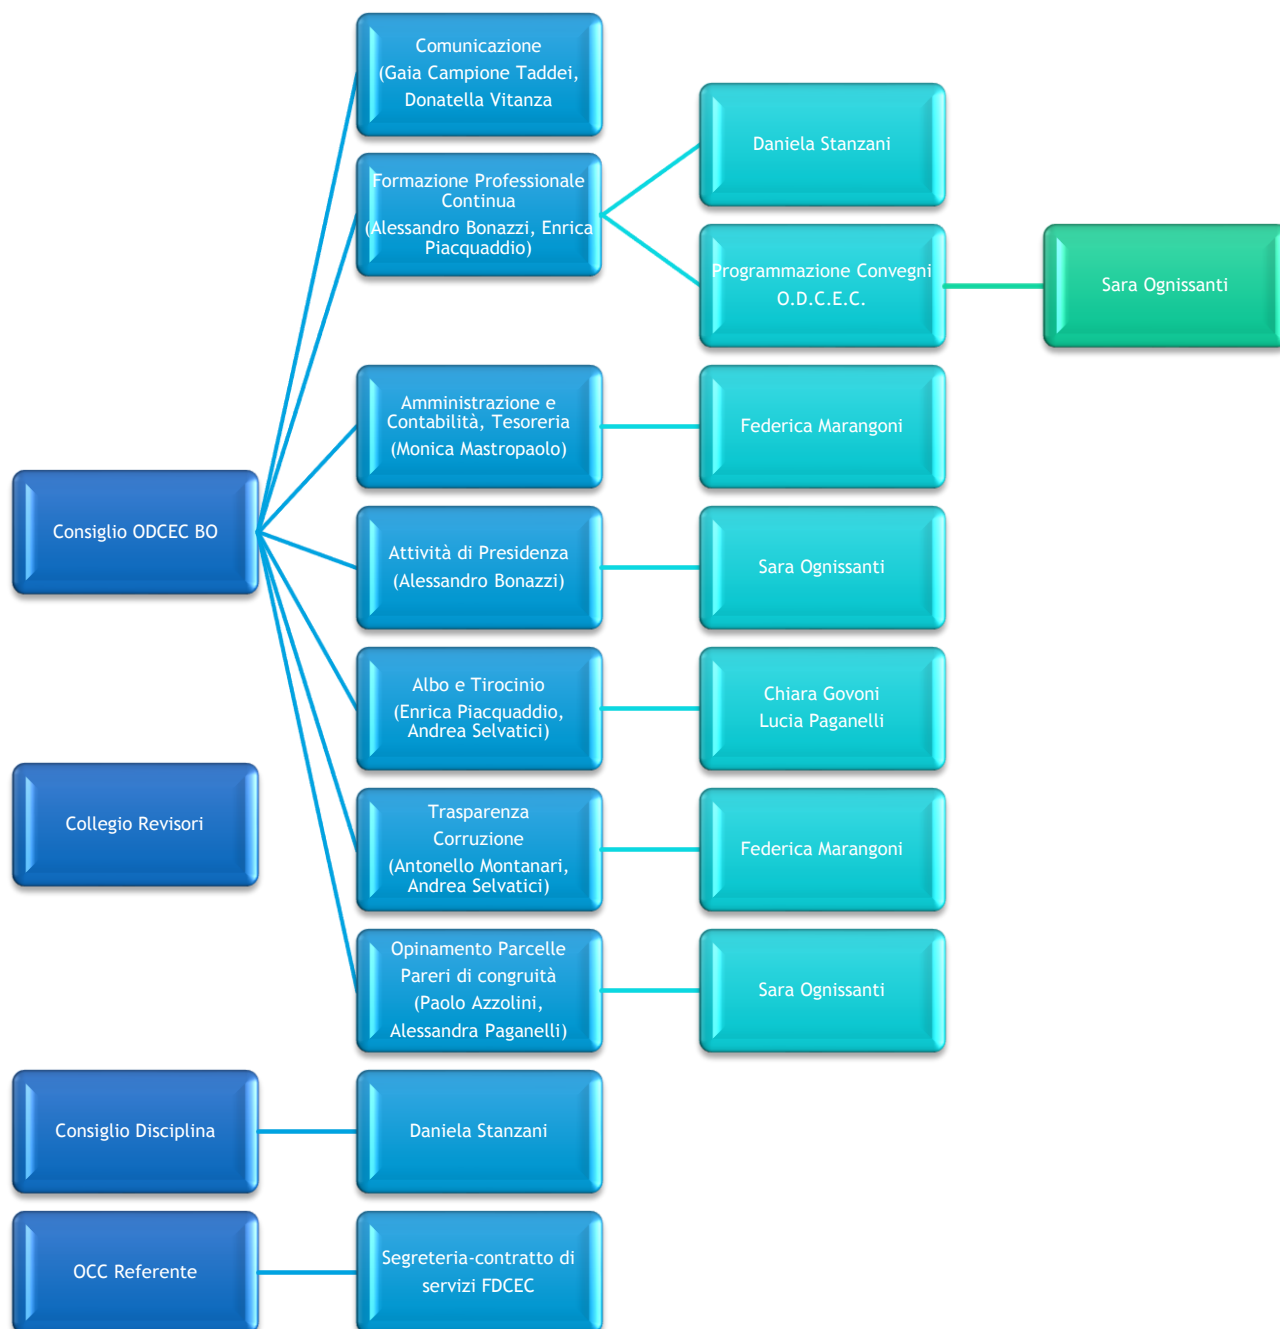 Comunicazione
(Gaia Campione Taddei,
Donatella Vitanza
Formazione Professionale
Continua
(Alessandro Bonazzi, Enrica
Piacquaddio)
Daniela Stanzani
Programmazione Convegni
O.D.C.E.C.
Sara Ognissanti
Amministrazione e
Contabilità, Tesoreria
(Monica Mastropaolo)
Federica Marangoni
Consiglio ODCEC BO
Attività di Presidenza
(Alessandro Bonazzi)
Sara Ognissanti
Albo e Tirocinio
(Enrica Piacquaddio,
Andrea Selvatici)
Chiara Govoni
Lucia Paganelli
Collegio Revisori
Trasparenza
Corruzione
(Antonello Montanari,
Andrea Selvatici)
Federica Marangoni
Opinamento Parcelle
Pareri di congruità
(Paolo Azzolini,
Alessandra Paganelli)
Sara Ognissanti
Consiglio Disciplina
Daniela Stanzani
OCC Referente
Segreteria-contratto di
servizi FDCEC